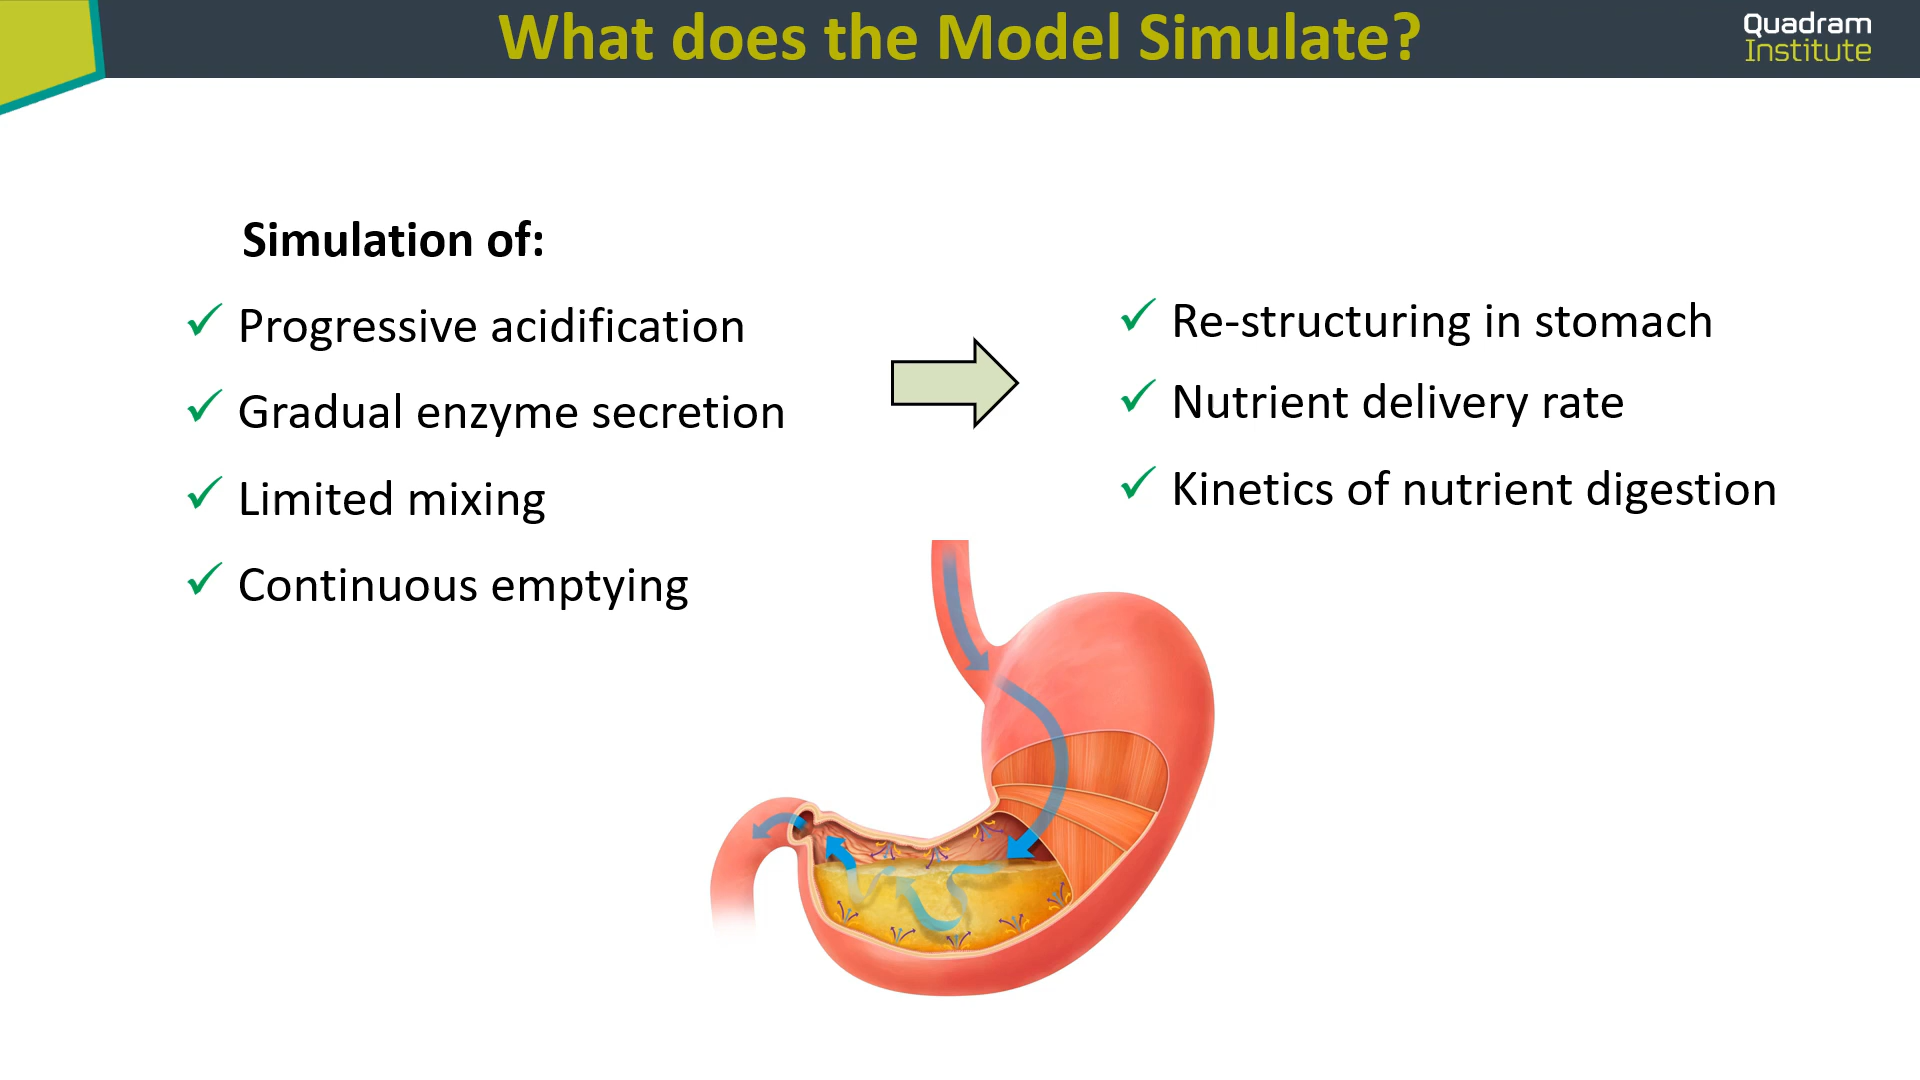 What does the Model Simulate?
Quadram
Institute
Simulation of:
Progressive acidification
Gradual enzyme secretion
Limited mixing
Continuous emptying
Re-structuring in stomach
Nutrient delivery rate
Kinetics of nutrient digestion